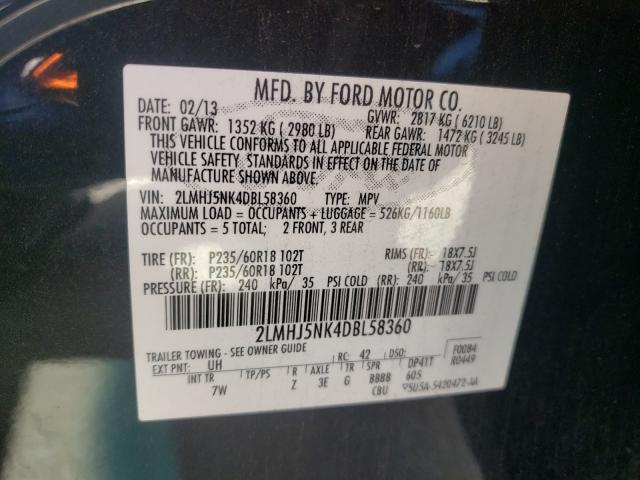 MFD. BY FORD MOTOR CO.
DATE: 02/13 GVWR: 2817 KG ( 6210 LB)
FRONT GAWR: 1352 KG ( 2980 LB) REAR GAWR: 1472 KG ( 3245 LB)
THIS VEHICLE CONFORMS TO ALL APPLICABLE FEDERAL MOTOR
VEHICLE SAFETY STANDARDS IN EFFECT ON THE DATE OF
MANUFACTURE SHOWN ABOVE.
VIN: 2LMHJ5NK4DBL58360 TYPE: MPV
MAXIMUM LOAD = OCCUPANTS + LUGGAGE = 526KG/1160LB
OCCUPANTS = 5 TOTAL: 2 FRONT, 3 REAR
TIRE (FR): P235/60R18 102T RIMS (FR): 18X7.5J
(RR): P235/60R18 102T (RR): 18X7.5J
PRESSURE (FR): 240 kPa/ 35 PSI COLD (RR): 240 kPa/ 35 PSI COLD
2LMHJ5NK4DBL58360
TRAILER TOWING - SEE OWNER GUIDE
EXT PNT: UH RC: 42 DSO: F0084
INT TR TP/PS R AXLE TR SPR DP41T R0449
7W Z 3E G BBBB 605
CBU 5U5A-5420472-AA